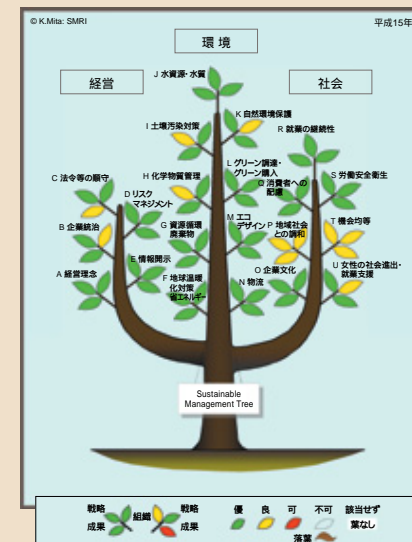 © K.Mita: SMRI
平成15年
環 境
経営
社会
J 水資源・水質
K 自然環境保護
I 土壌汚染対策
R 就業の継続性
L グリーン調達・
グリーン購入
C 法令等の順守
H 化学物質管理
Q 消費者への
配慮
S 労働安全衛生
D リスク
マネジメント
M エコ
デザイン
P 地域社会
との調和
T 機会均等
B 企業統治
G 資源循環
廃棄物
E 情報開示
O 企業文化
U 女性の社会進出・
就業支援
A 経営理念
F 地球温暖
化対策
省エネルギー
N 物流
Sustainable
Management Tree
戦略
組織
戦略
成果
成果
優
良
可
不可
該当せず
葉なし
落葉